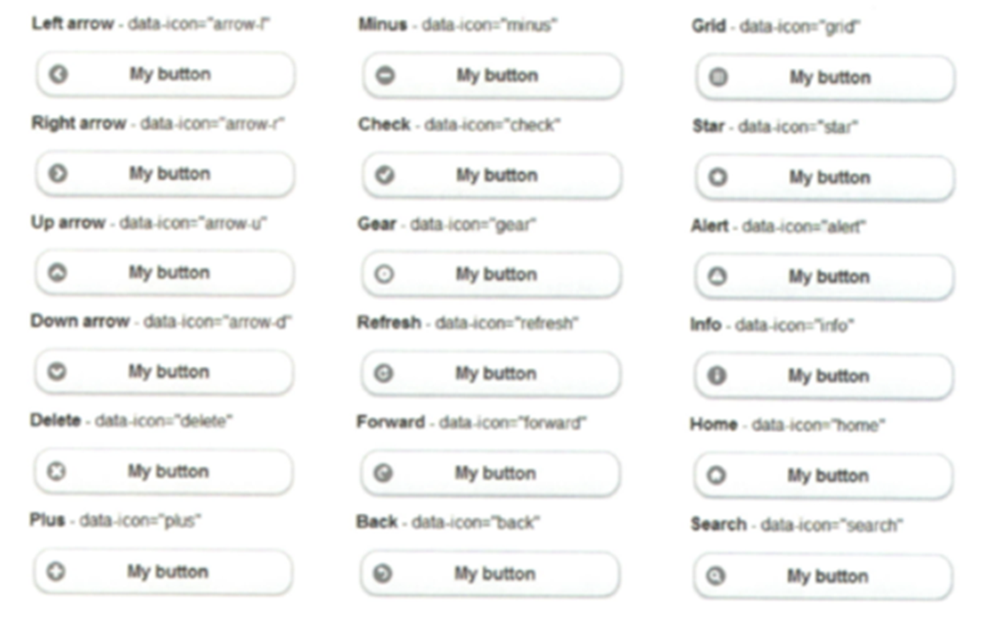 Left arrow - data-icon="arrow-l"
My button
Right arrow - data-icon="arrow-r"
My button
Up arrow - data-icon="arrow-u"
My button
Down arrow - data-icon="arrow-d"
My button
Delete - data-icon="delete"
My button
Plus - data-icon="plus"
My button
Minus - data-icon="minus"
My button
Check - data-icon="check"
My button
Gear - data-icon="gear"
My button
Refresh - data-icon="refresh"
My button
Forward - data-icon="forward"
My button
Back - data-icon="back"
My button
Grid - data-icon="grid"
My button
Star - data-icon="star"
My button
Alert - data-icon="alert"
My button
Info - data-icon="info"
My button
Home - data-icon="home"
My button
Search - data-icon="search"
My button